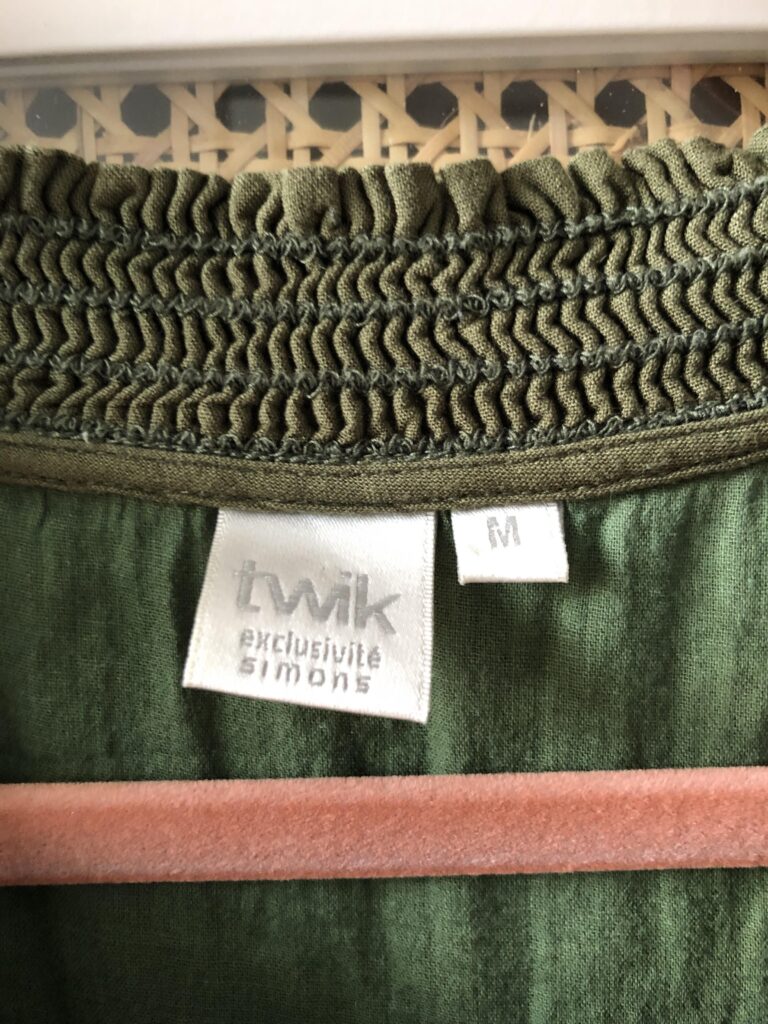 twik
exclusivité
simons
M